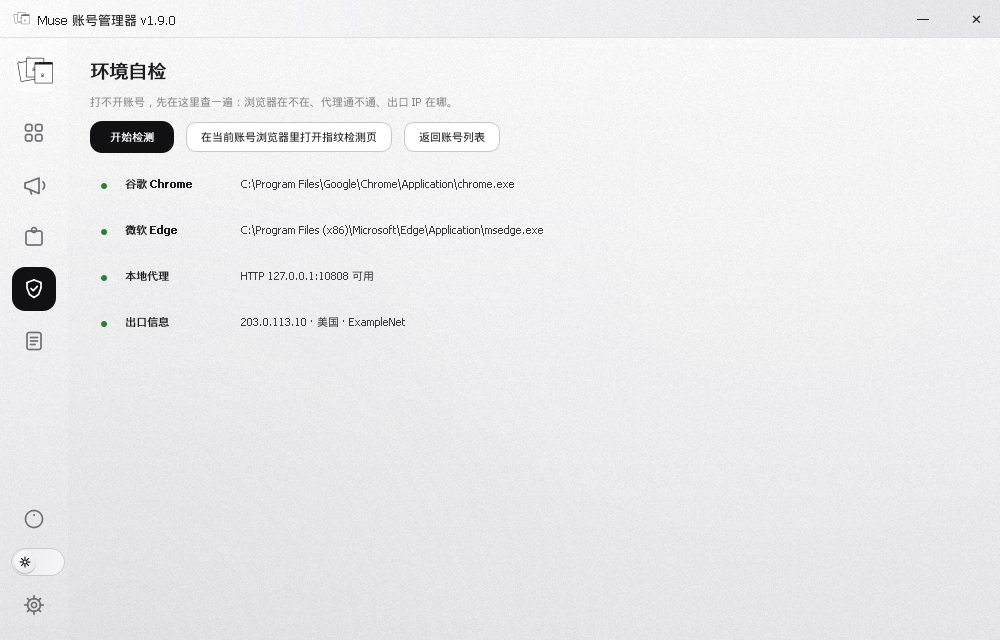 Muse 账号管理器 v1.9.0
环境自检
打不开账号，先在这里查一遍：浏览器在不在、代理通不通、出口 IP 在哪。
开始检测 在当前账号浏览器里打开指纹检测页 返回账号列表
谷歌 Chrome C:\Program Files\Google\Chrome\Application\chrome.exe
微软 Edge C:\Program Files (x86)\Microsoft\Edge\Application\msedge.exe
本地代理 HTTP 127.0.0.1:10808 可用
出口信息 203.0.113.10 · 美国 · ExampleNet